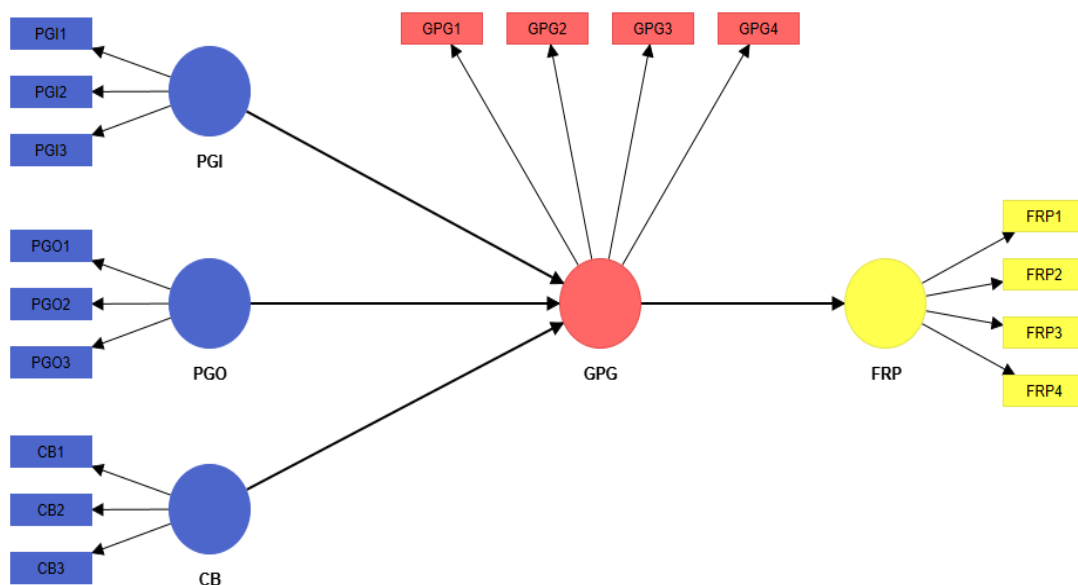 GPG1 GPG2 GPG3 GPG4
PGI1
PGI2
PGI3
PGI
PGO1
PGO2
PGO3
PGO
CB1
CB2
CB3
CB
GPG
FRP
FRP1
FRP2
FRP3
FRP4